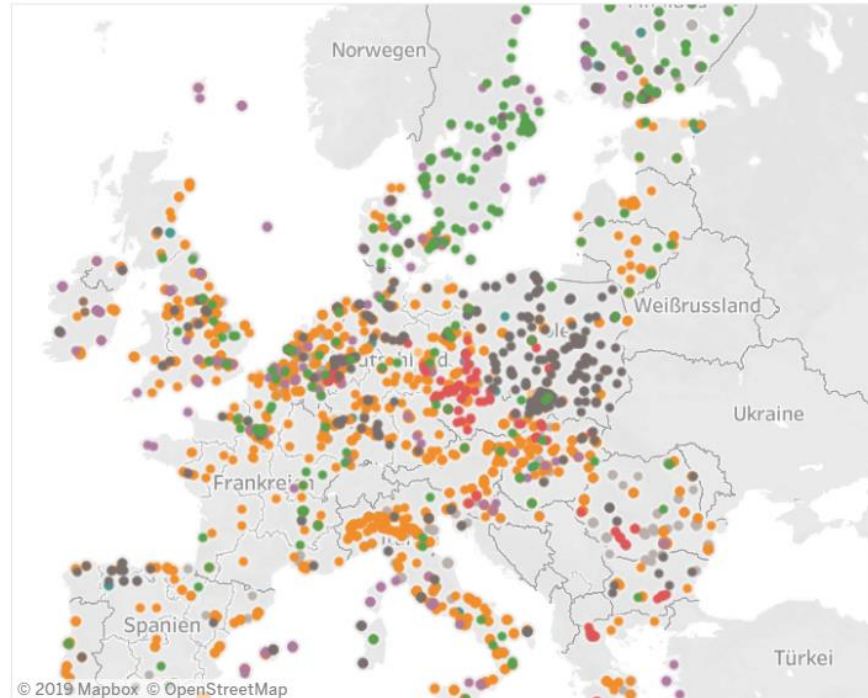 Norwegen
Weißrussland
Ukraine
Frankreich
Spanien
Türkei
© 2019 Mapbox © OpenStreetMap